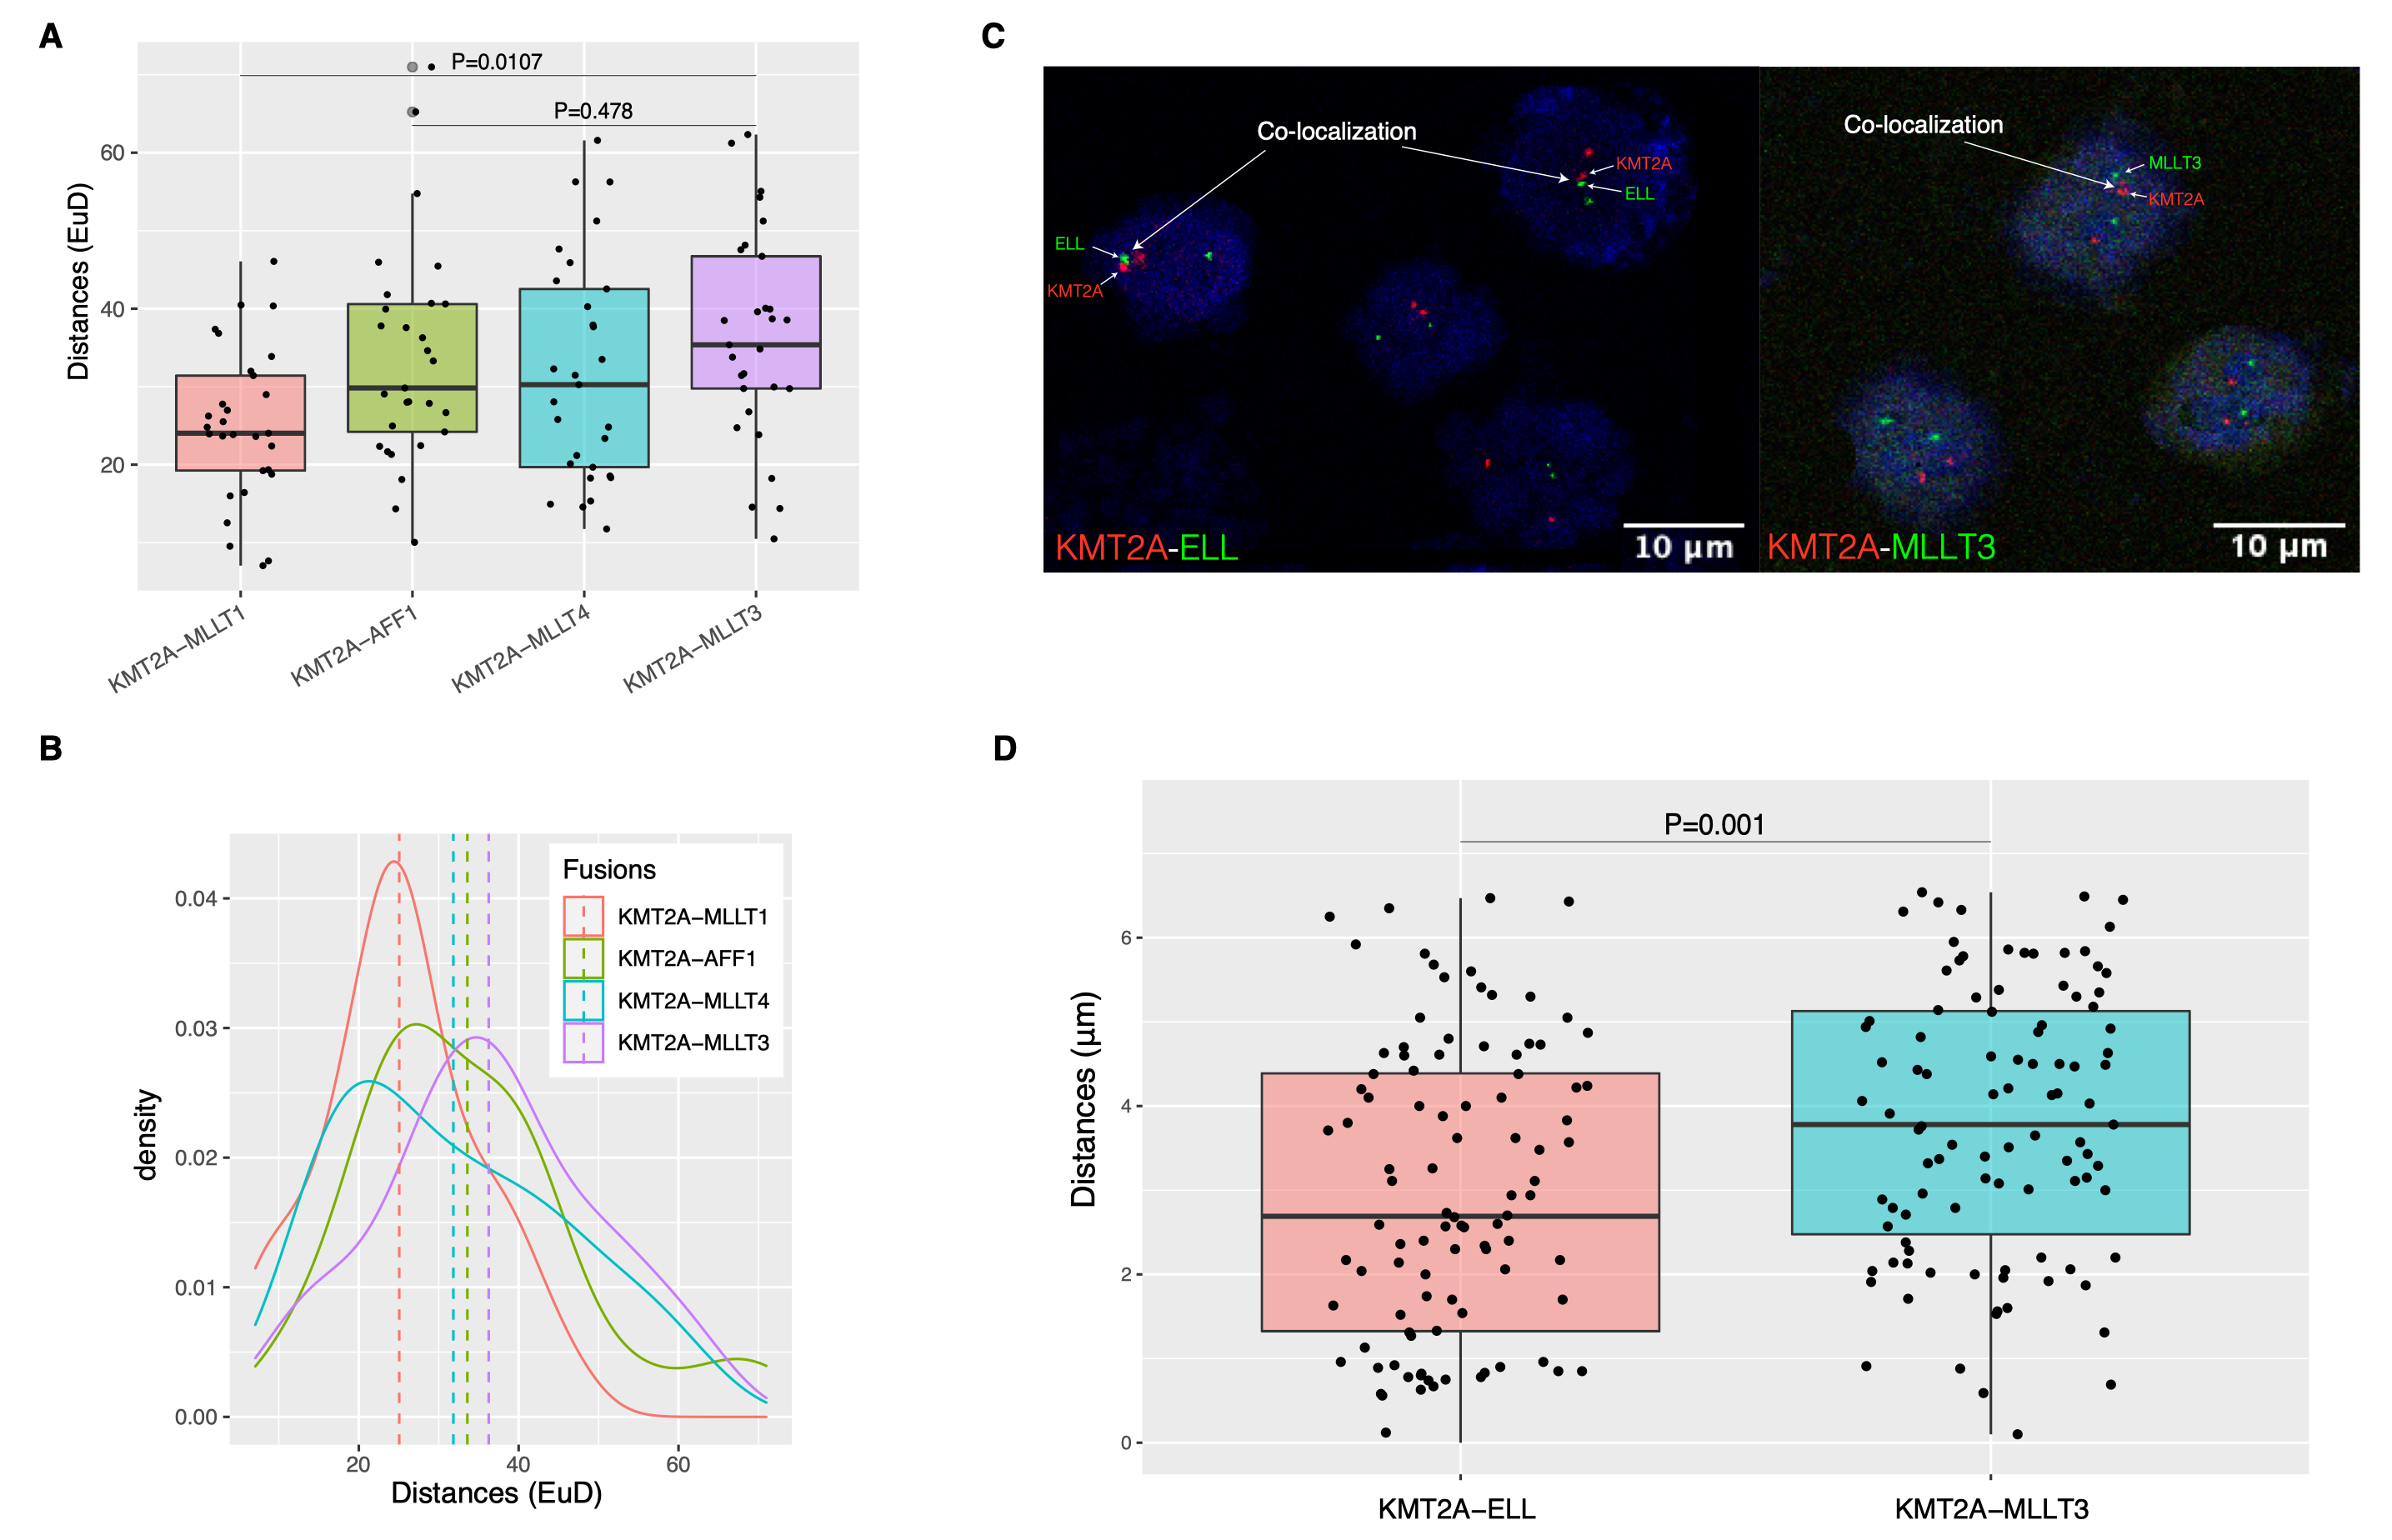 A
P=0.0107
P=0.478
60
40
20
Distances (EuD)
KMT2A−MLLT1
KMT2A−AFF1
KMT2A−MLLT4
KMT2A−MLLT3
C
Co-localization
KMT2A
ELL
ELL
KMT2A
KMT2A-ELL
10 µm
Co-localization
MLLT3
KMT2A
KMT2A-MLLT3
10 µm
B
Fusions
KMT2A−MLLT1
KMT2A−AFF1
KMT2A−MLLT4
KMT2A−MLLT3
0.04
0.03
0.02
0.01
0.00
density
20
40
60
Distances (EuD)
D
P=0.001
6
4
2
0
Distances (µm)
KMT2A−ELL
KMT2A−MLLT3